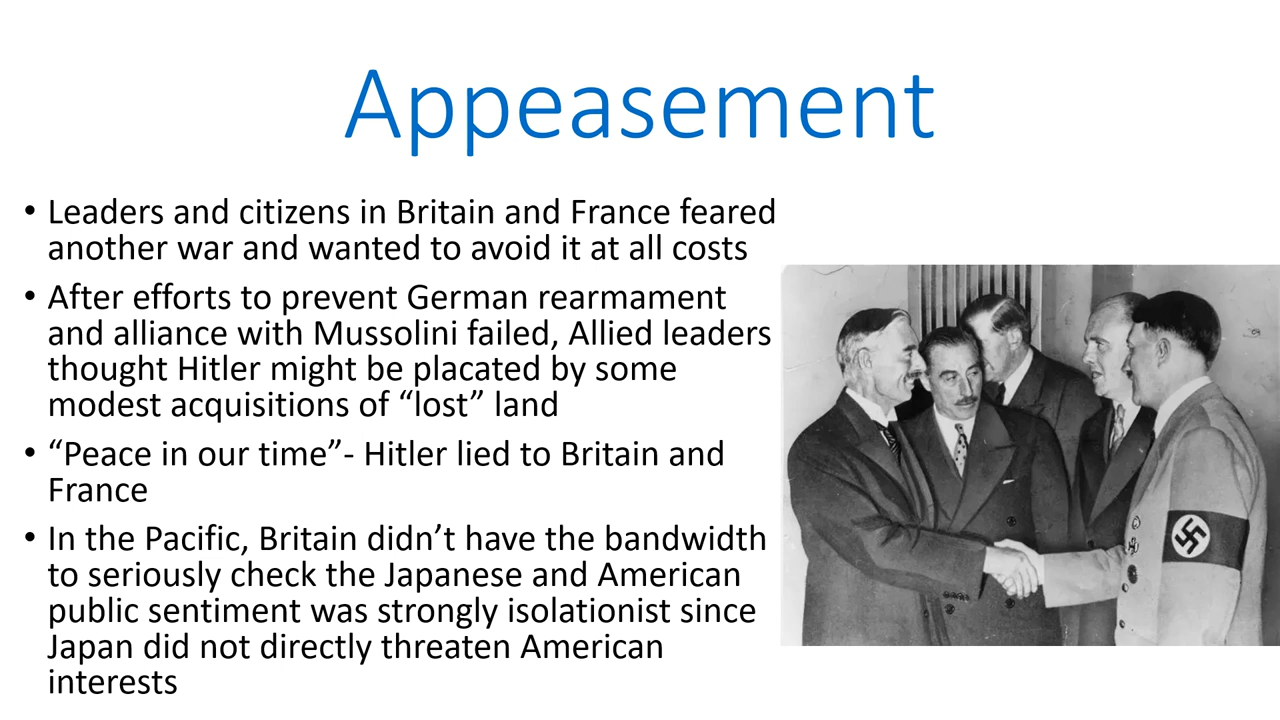 Appeasement
• Leaders and citizens in Britain and France feared
another war and wanted to avoid it at all costs
• After efforts to prevent German rearmament
and alliance with Mussolini failed, Allied leaders
thought Hitler might be placated by some
modest acquisitions of “lost” land
• “Peace in our time”- Hitler lied to Britain and
France
• In the Pacific, Britain didn’t have the bandwidth
to seriously check the Japanese and American
public sentiment was strongly isolationist since
Japan did not directly threaten American
interests